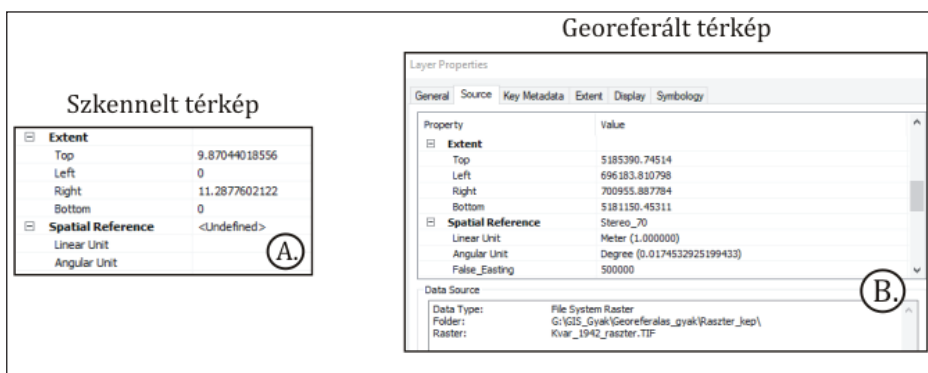 Szkennelt térkép
Extent
Top 9.87044018556
Left 0
Right 11.2877602122
Bottom 0
Spatial Reference <Undefined>
Linear Unit
Angular Unit
A.
Georeferált térkép
Layer Properties
General Source Key Metadata Extent Display Symbology
Property Value
Extent
Top 5185390.74514
Left 696183.810798
Right 700955.887784
Bottom 5181150.45311
Spatial Reference Stereo_70
Linear Unit Meter (1.000000)
Angular Unit Degree (0.0174532925199433)
False_Easting 500000
Data Source
Data Type: File System Raster
Folder: G:\GIS_Gyak\Georeferalas_gyak\Raszter_kep\
Raster: Kvar_1942_raszter.TIF
B.